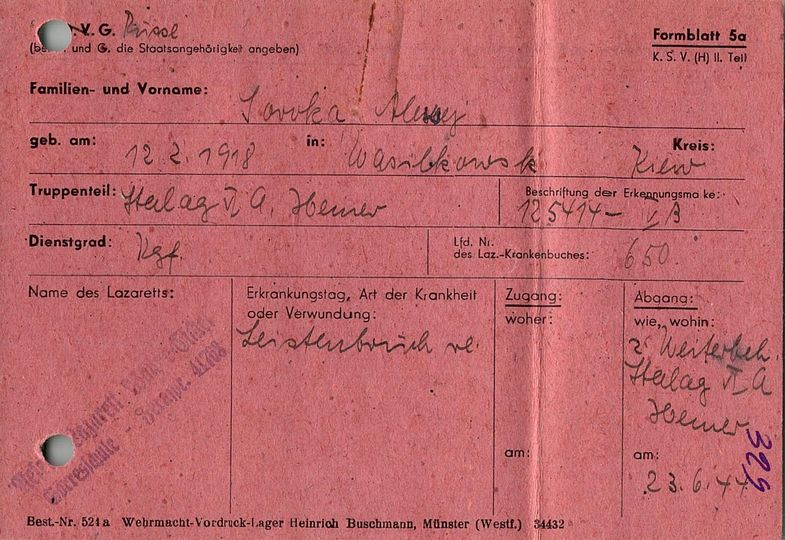 V. G. Russe
Formblatt 5a
(bei und G. die Staatsangehörigkeit angeben)
K. S. V. (H) II. Teil
Familien- und Vorname:
Soroka Alexej
geb. am: 12. 2. 1918 in: Wasilkowsk Kreis: Kiew
Truppenteil: Stalag VI A, Hemer
Beschriftung der Erkennungsmarke:
125414 - V B
Dienstgrad: Kgf.
Lfd. Nr.
des Laz.-Krankenbuches: 650.
Name des Lazaretts:
Erkrankungstag, Art der Krankheit
oder Verwundung:
Leistenbruch re.
Zugang:
woher:
am:
Abgang:
wie, wohin:
z. Weiterbeh.
Stalag VI A
Hemer
am:
23. 6. 44
329
Best.-Nr. 521a Wehrmacht-Vordruck-Lager Heinrich Buschmann, Münster (Westf.) 34432